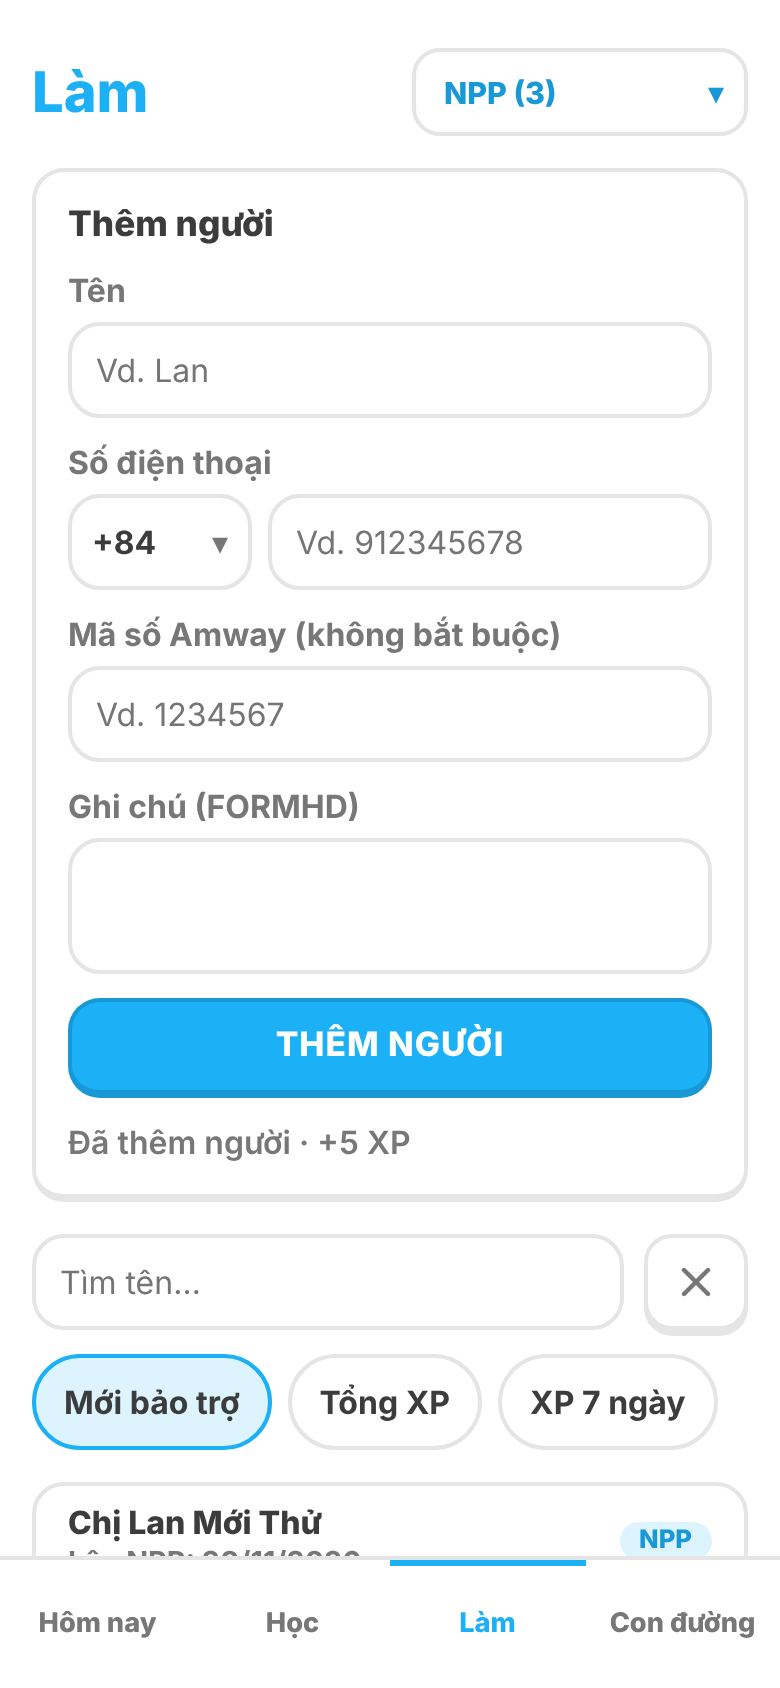 Làm
NPP (3) ▾
Thêm người
Tên
Vd. Lan
Số điện thoại
+84 ▾ Vd. 912345678
Mã số Amway (không bắt buộc)
Vd. 1234567
Ghi chú (FORMHD)
THÊM NGƯỜI
Đã thêm người · +5 XP
Tìm tên...
Mới bảo trợ Tổng XP XP 7 ngày
Chị Lan Mới Thử
NPP
Hôm nay Học Làm Con đường